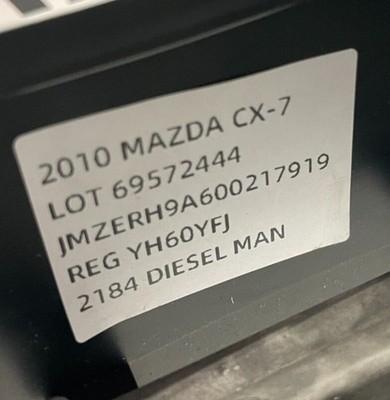 2010 MAZDA CX-7
LOT 69572444
JMZERH9A600217919
REG YH60YFJ
2184 DIESEL MAN